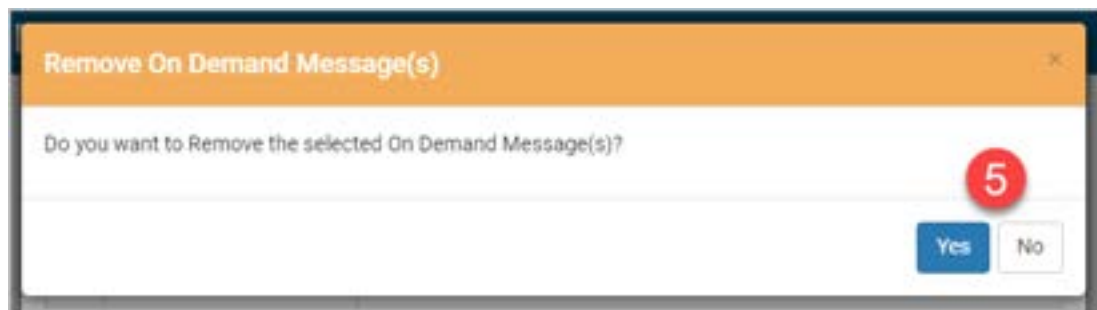 Remove On Demand Message(s)
×
Do you want to Remove the selected On Demand Message(s)?
5
Yes No